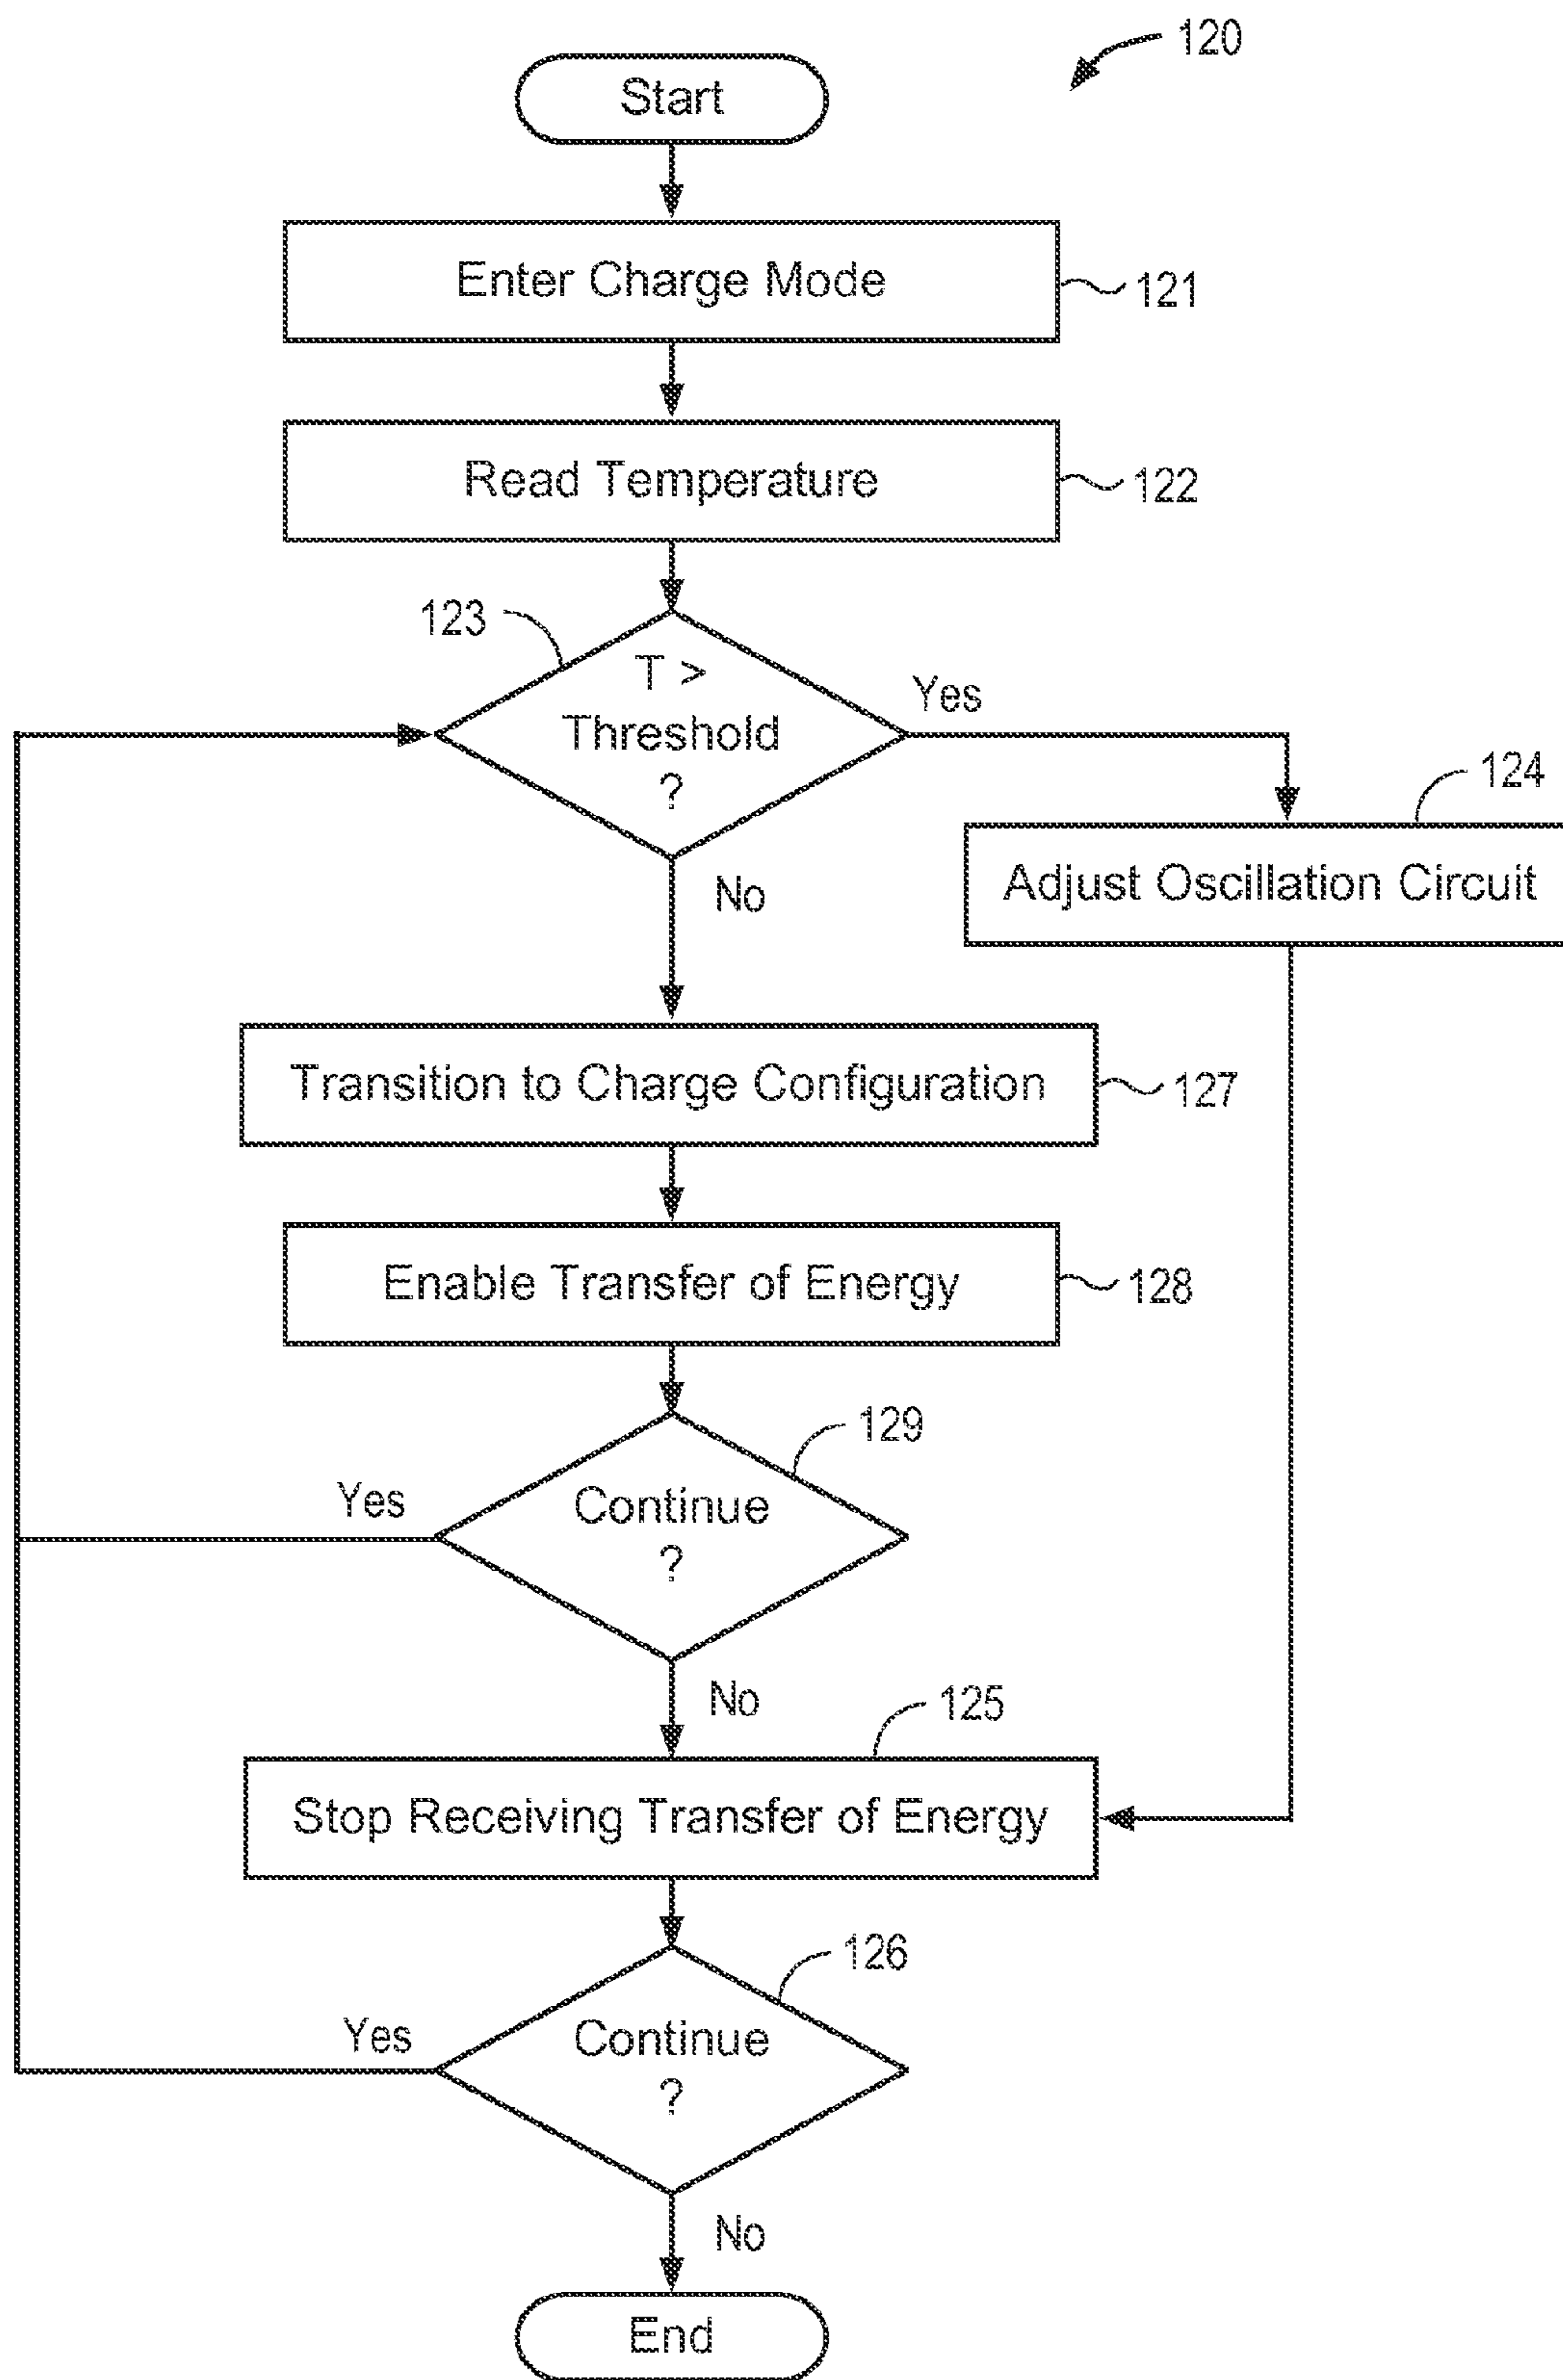 120
Start
Enter Charge Mode
121
Read Temperature
122
123
T >
Threshold
?
Yes
No
124
Adjust Oscillation Circuit
Transition to Charge Configuration
127
Enable Transfer of Energy
128
129
Continue
?
Yes
No
125
Stop Receiving Transfer of Energy
126
Continue
?
Yes
No
End